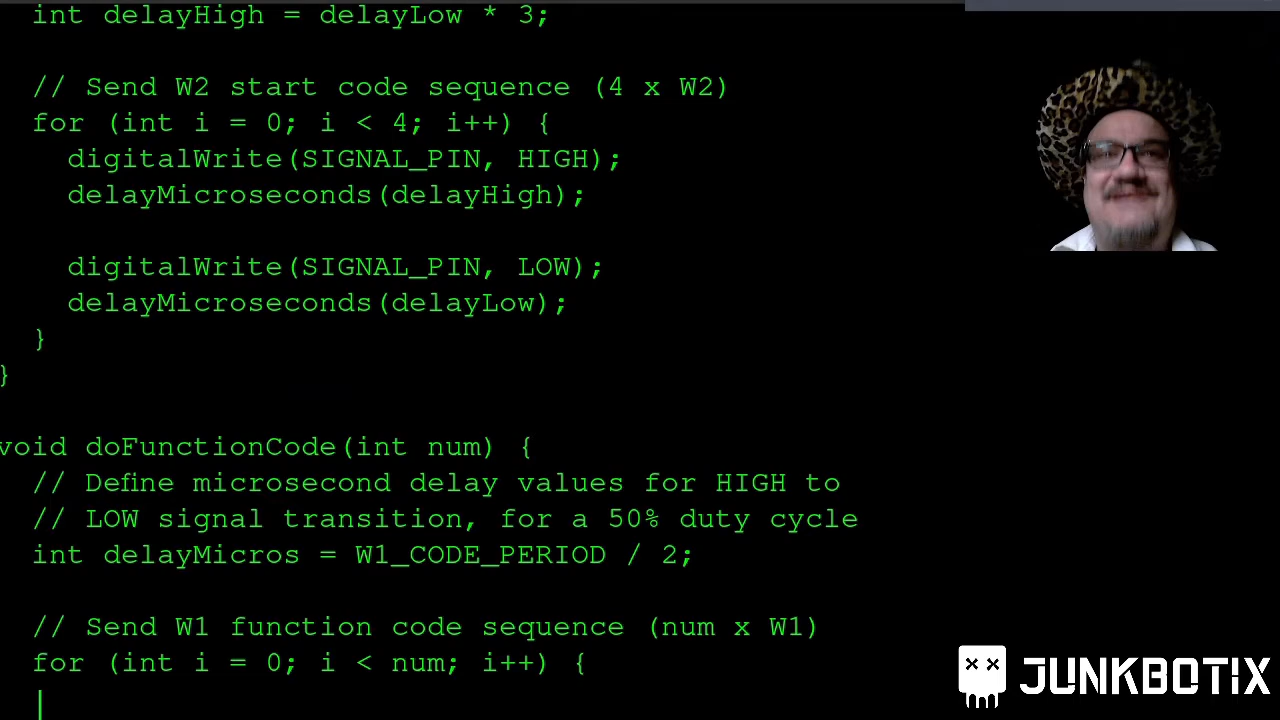 int delayHigh = delayLow * 3;
// Send W2 start code sequence (4 x W2)
for (int i = 0; i < 4; i++) {
digitalWrite(SIGNAL_PIN, HIGH);
delayMicroseconds(delayHigh);
digitalWrite(SIGNAL_PIN, LOW);
delayMicroseconds(delayLow);
}
}
void doFunctionCode(int num) {
// Define microsecond delay values for HIGH to
// LOW signal transition, for a 50% duty cycle
int delayMicros = W1_CODE_PERIOD / 2;
// Send W1 function code sequence (num x W1)
for (int i = 0; i < num; i++) {
JUNKBOTIX